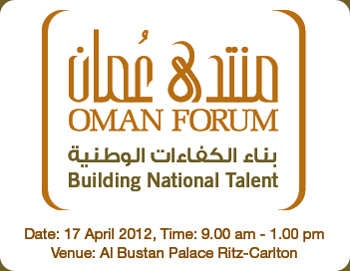 منتدى عُمان
OMAN FORUM
بناء الكفاءات الوطنية
Building National Talent
Date: 17 April 2012, Time: 9.00 am - 1.00 pm
Venue: Al Bustan Palace Ritz-Carlton